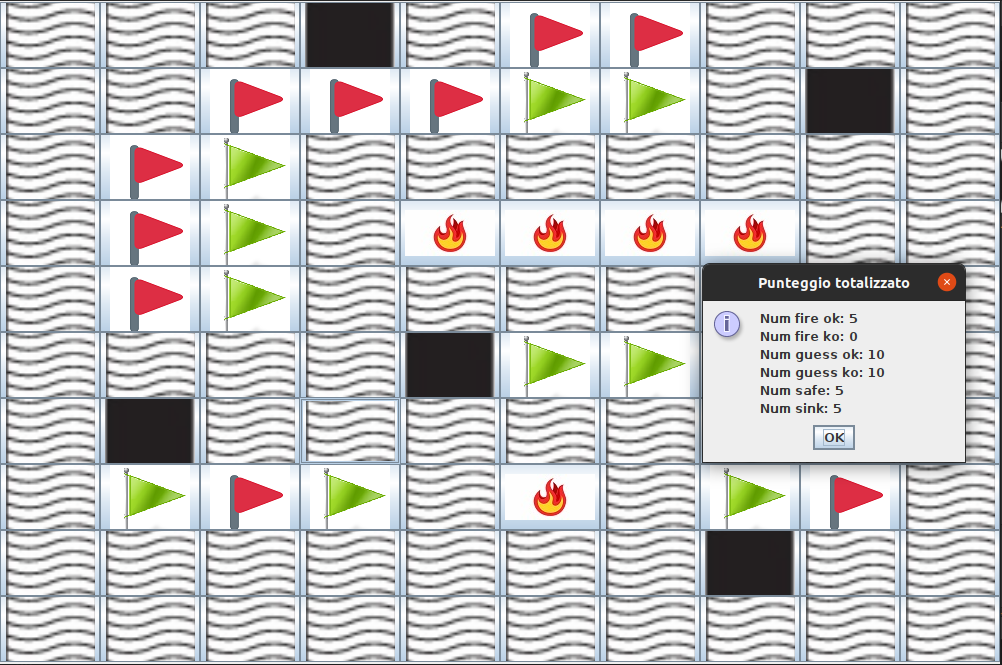 Punteggio totalizzato
Num fire ok: 5
Num fire ko: 0
Num guess ok: 10
Num guess ko: 10
Num safe: 5
Num sink: 5
OK